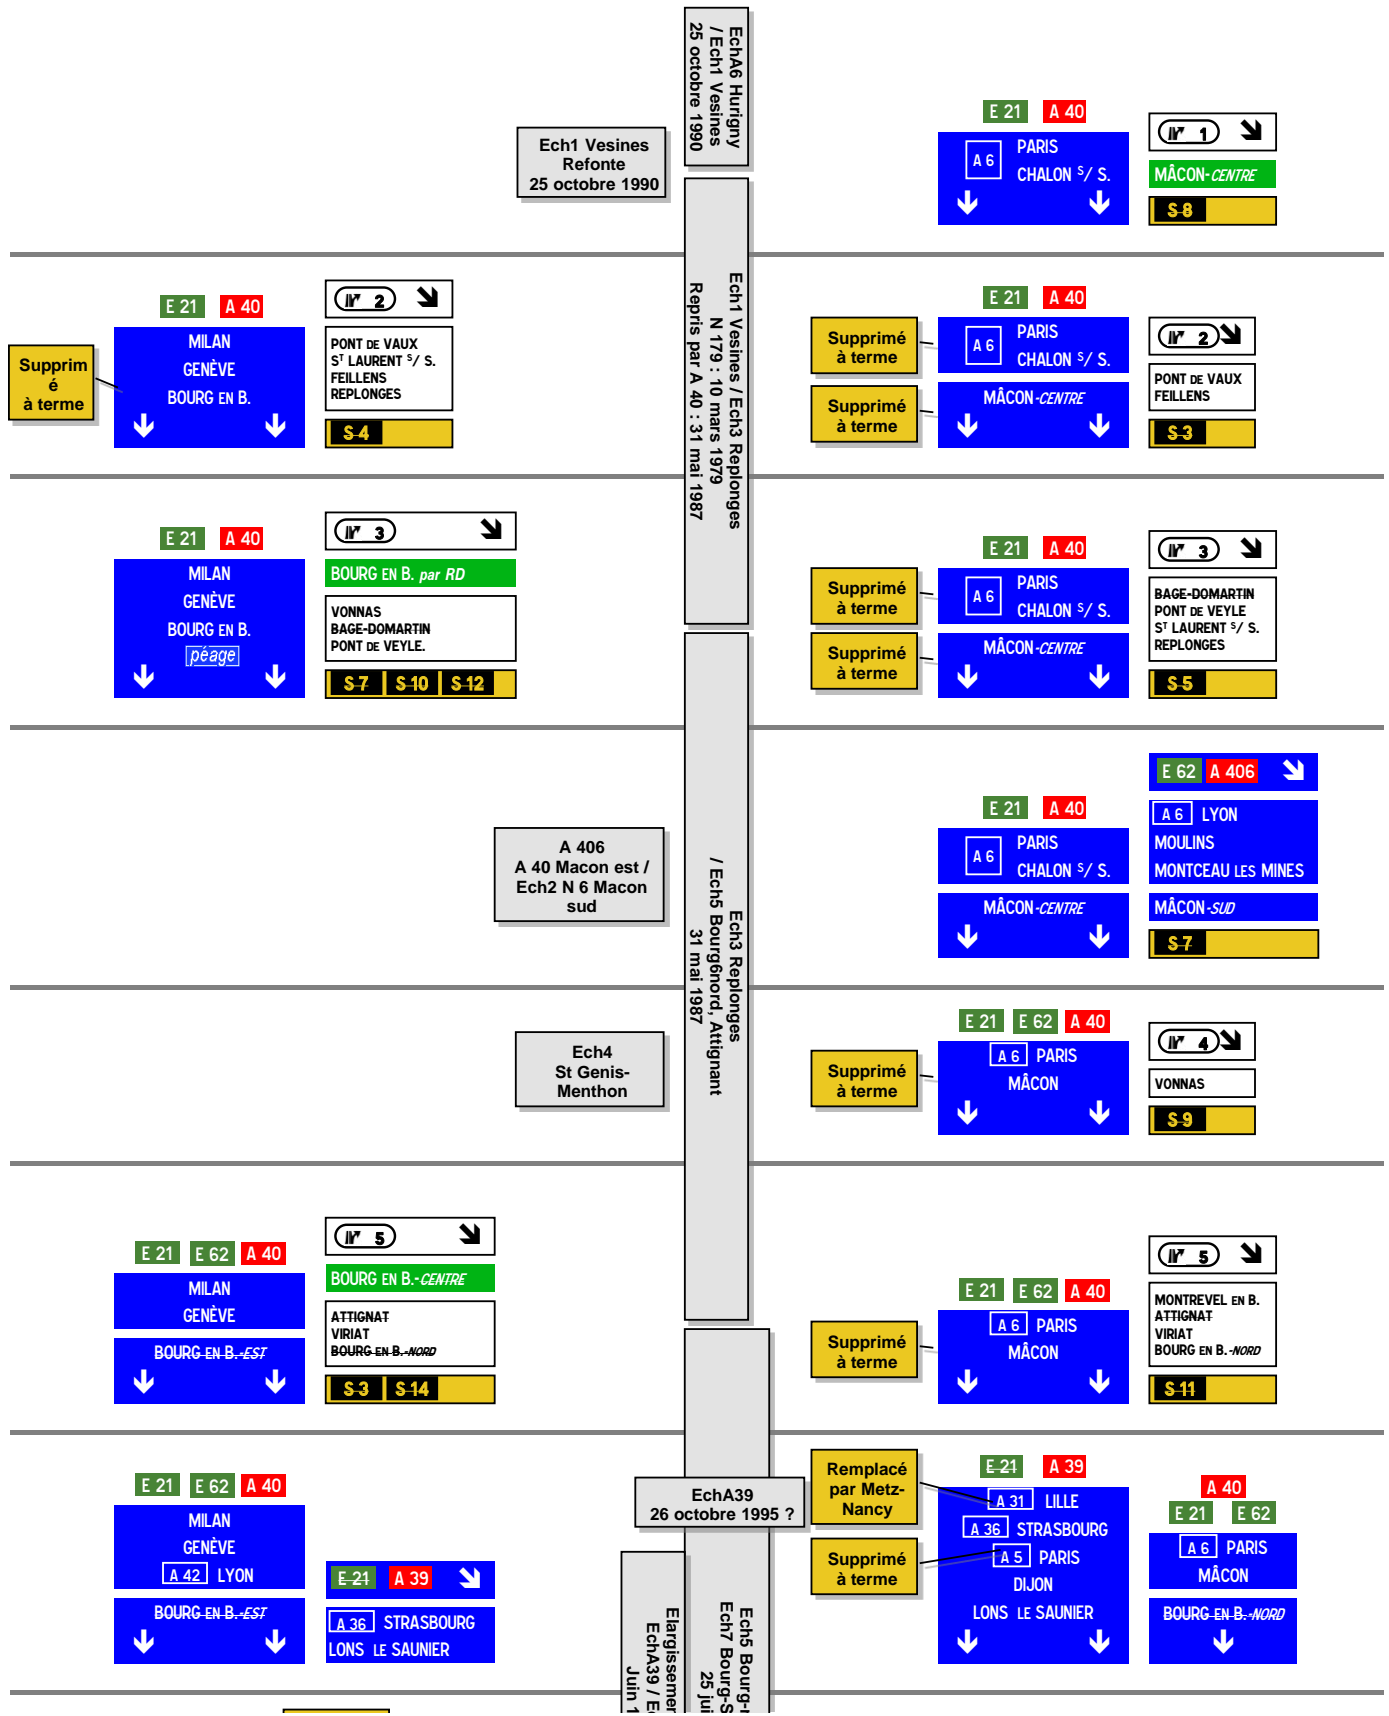 EchA6 Hurigny
/ Ech1 Vesines
25 octobre 1990
Ech1 Vesines
Refonte
25 octobre 1990
E 21 A 40
A 6 PARIS
CHALON S/ S.
1
MÂCON-CENTRE
S 8
Ech1 Vesines / Ech3 Replonges
N 179 : 10 mars 1979
Repris par A 40 : 31 mai 1987
Supprim
é
à terme
E 21 A 40
MILAN
GENÈVE
BOURG EN B.
2
PONT DE VAUX
ST LAURENT S/ S.
FEILLENS
REPLONGES
S 4
Supprimé
à terme
Supprimé
à terme
E 21 A 40
A 6 PARIS
CHALON S/ S.
MÂCON-CENTRE
2
PONT DE VAUX
FEILLENS
S 3
E 21 A 40
MILAN
GENÈVE
BOURG EN B.
péage
3
BOURG EN B. par RD
VONNAS
BAGE-DOMARTIN
PONT DE VEYLE.
S 7 S 10 S 12
Supprimé
à terme
Supprimé
à terme
E 21 A 40
A 6 PARIS
CHALON S/ S.
MÂCON-CENTRE
3
BAGE-DOMARTIN
PONT DE VEYLE
ST LAURENT S/ S.
REPLONGES
S 5
Ech3 Replonges
/ Ech5 Bourg6nord, Attignant
31 mai 1987
A 406
A 40 Macon est /
Ech2 N 6 Macon
sud
E 21 A 40
A 6 PARIS
CHALON S/ S.
MÂCON-CENTRE
E 62 A 406
A 6 LYON
MOULINS
MONTCEAU LES MINES
MÂCON-SUD
S 7
Ech4
St Genis-
Menthon
Supprimé
à terme
E 21 E 62 A 40
A 6 PARIS
MÂCON
4
VONNAS
S 9
E 21 E 62 A 40
MILAN
GENÈVE
BOURG EN B.-EST
5
BOURG EN B.-CENTRE
ATTIGNAT
VIRIAT
BOURG EN B.-NORD
S 3 S 14
Supprimé
à terme
E 21 E 62 A 40
A 6 PARIS
MÂCON
5
MONTREVEL EN B.
ATTIGNAT
VIRIAT
BOURG EN B.-NORD
S 11
E 21 E 62 A 40
MILAN
GENÈVE
A 42 LYON
BOURG EN B.-EST
E 21 A 39
A 36 STRASBOURG
LONS LE SAUNIER
EchA39
26 octobre 1995 ?
Remplacé
par Metz-
Nancy
Supprimé
à terme
E 21 A 39
A 31 LILLE
A 36 STRASBOURG
A 5 PARIS
DIJON
LONS LE SAUNIER
A 40
E 21 E 62
A 6 PARIS
MÂCON
BOURG EN B.-NORD
Ech5 Bourg-
Ech7 Bourg-S
25 jui
Elargissemen
EchA39 / E
Juin 1